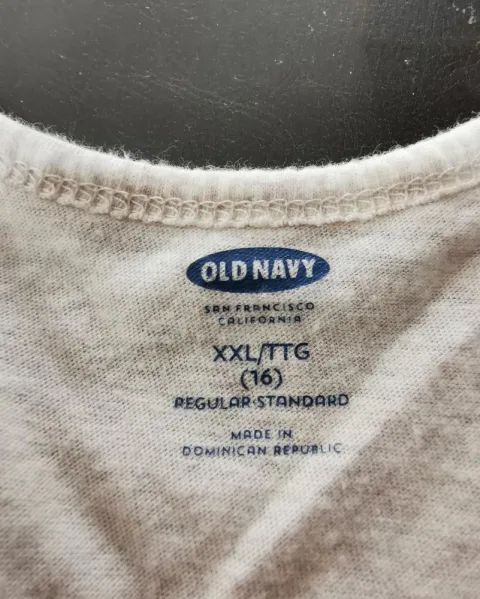 OLD NAVY
SAN FRANCISCO
CALIFORNIA
XXL/TTG
(16)
REGULAR·STANDARD
MADE IN
DOMINICAN REPUBLIC